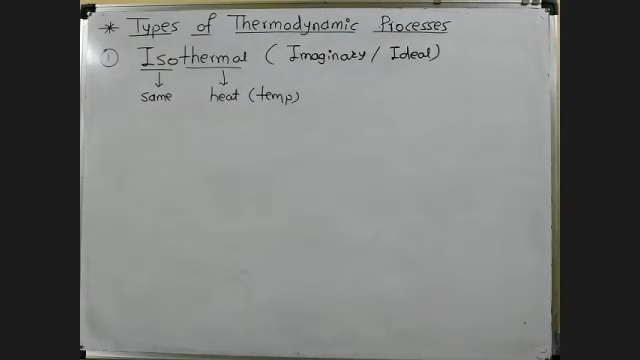 * Types of Thermodynamic Processes
① Isothermal ( Imaginary / Ideal )
↓ ↓
same heat (temp)